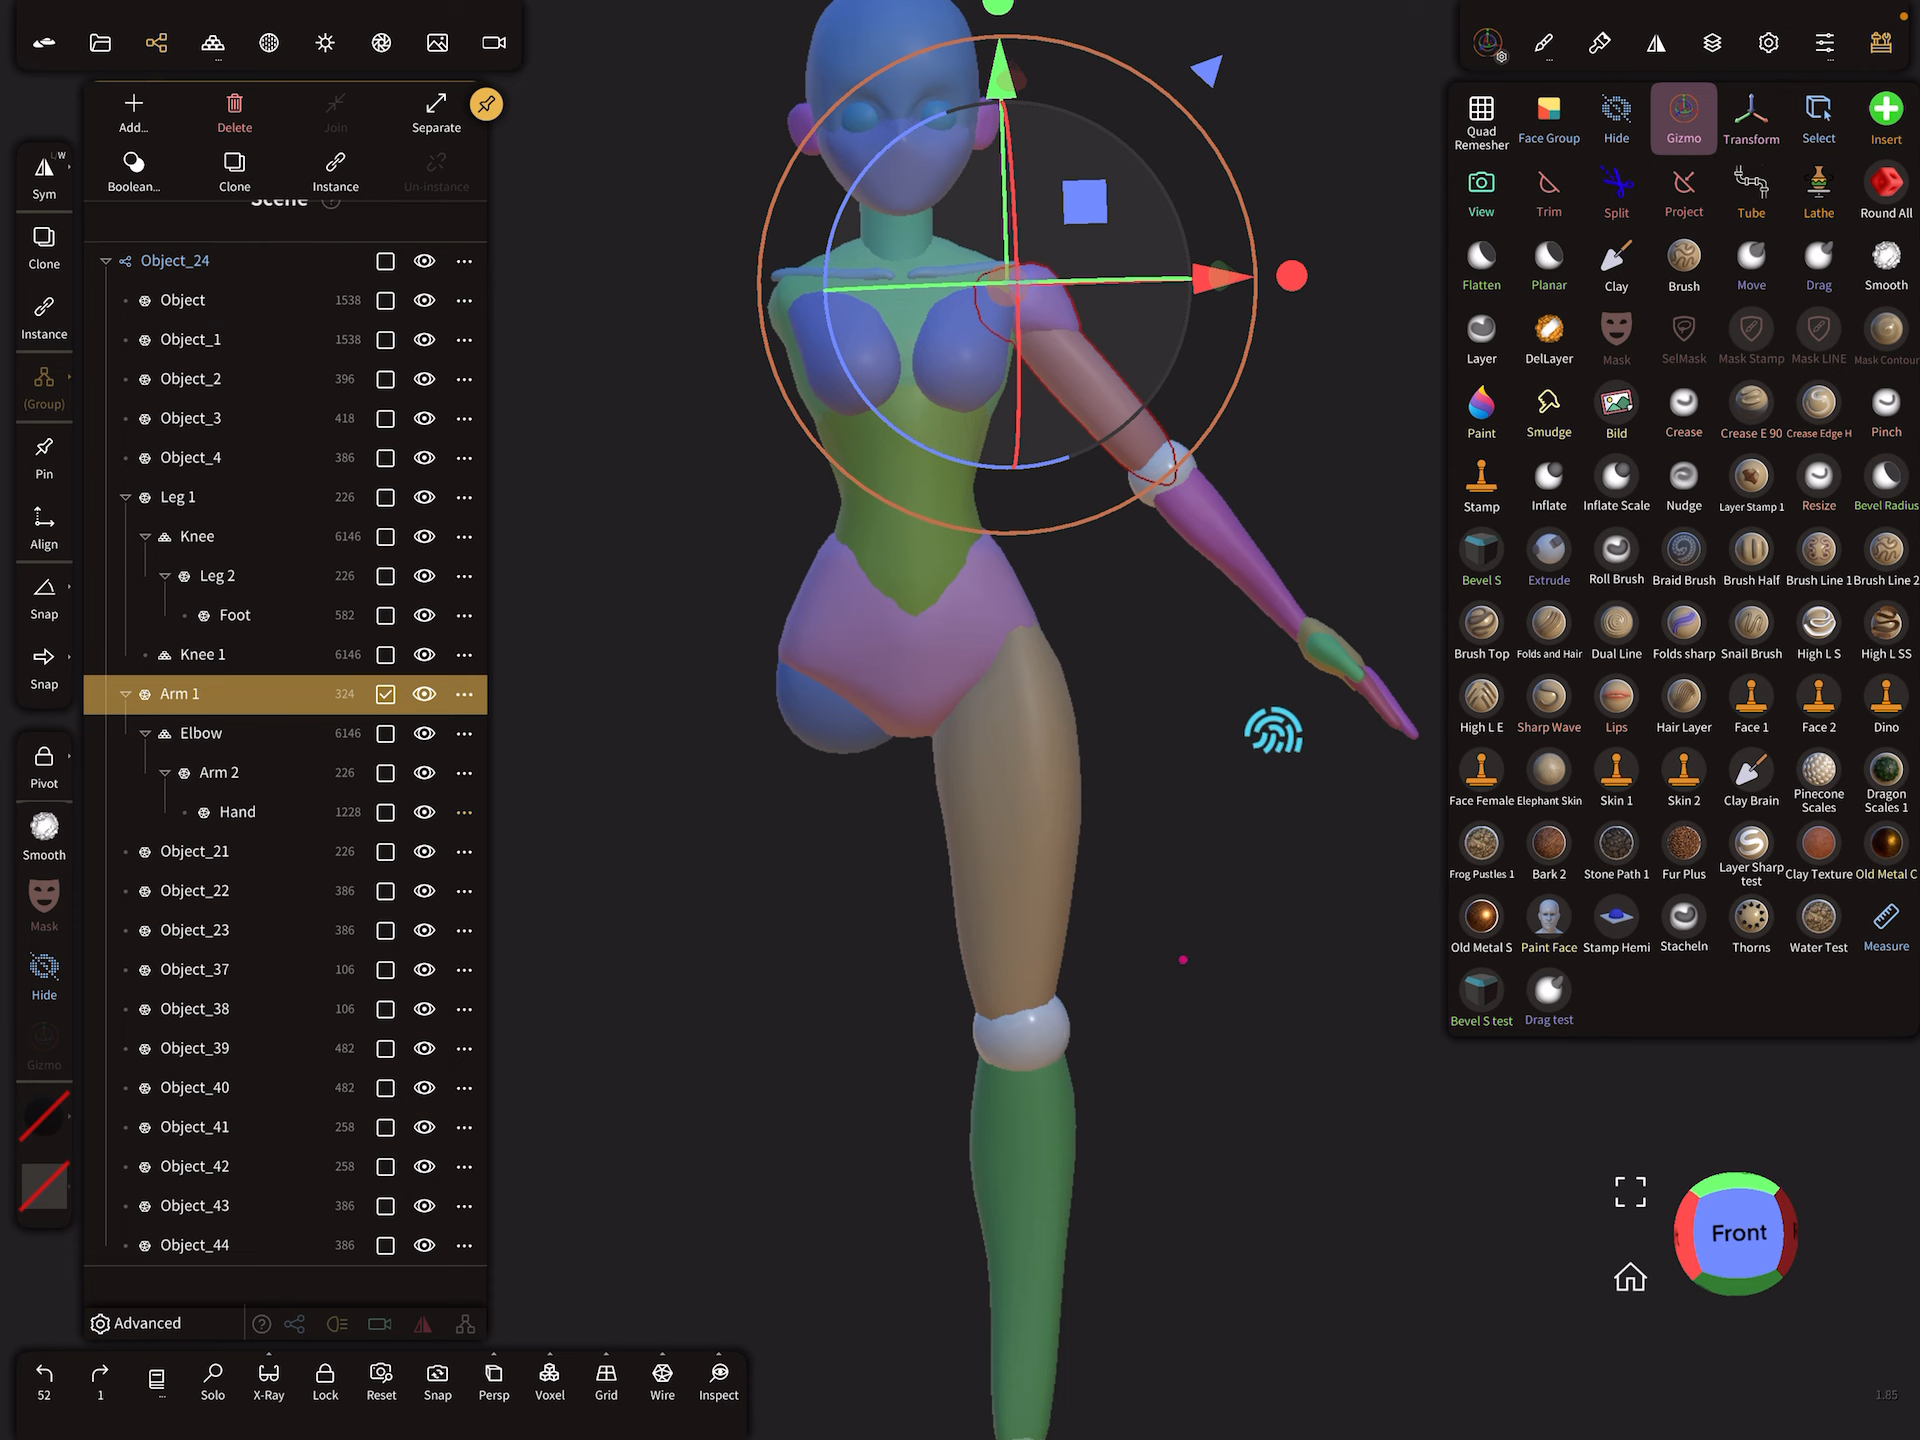 Add...
Delete
Join
Separate
Boolean...
Clone
Instance
Un-instance
Scene ?
Object_24
Object 1538
Object_1 1538
Object_2 396
Object_3 418
Object_4 386
Leg 1 226
Knee 6146
Leg 2 226
Foot 582
Knee 1 6146
Arm 1 324
Elbow 6146
Arm 2 226
Hand 1228
Object_21 226
Object_22 386
Object_23 386
Object_37 106
Object_38 106
Object_39 482
Object_40 482
Object_41 258
Object_42 258
Object_43 386
Object_44 386
Advanced ?
Sym
Clone
Instance
(Group)
Pin
Align
Snap
Snap
Pivot
Smooth
Mask
Hide
Gizmo
52
1
...
Solo
X-Ray
Lock
Reset
Snap
Persp
Voxel
Grid
Wire
Inspect
Quad Remesher
Face Group
Hide
Gizmo
Transform
Select
Insert
View
Trim
Split
Project
Tube
Lathe
Round All
Flatten
Planar
Clay
Brush
Move
Drag
Smooth
Layer
DelLayer
Mask
SelMask
Mask Stamp
Mask LINE
Mask Contour
Paint
Smudge
Bild
Crease
Crease E 90
Crease Edge H
Pinch
Stamp
Inflate
Inflate Scale
Nudge
Layer Stamp 1
Resize
Bevel Radius
Bevel S
Extrude
Roll Brush
Braid Brush
Brush Half
Brush Line 1
Brush Line 2
Brush Top
Folds and Hair
Dual Line
Folds sharp
Snail Brush
High L S
High L SS
High L E
Sharp Wave
Lips
Hair Layer
Face 1
Face 2
Dino
Face Female
Elephant Skin
Skin 1
Skin 2
Clay Brain
Pinecone Scales
Dragon Scales 1
Frog Pustles 1
Bark 2
Stone Path 1
Fur Plus
Layer Sharp test
Clay Texture
Old Metal C
Old Metal S
Paint Face
Stamp Hemi
Stacheln
Thorns
Water Test
Measure
Bevel S test
Drag test
Front
1.85